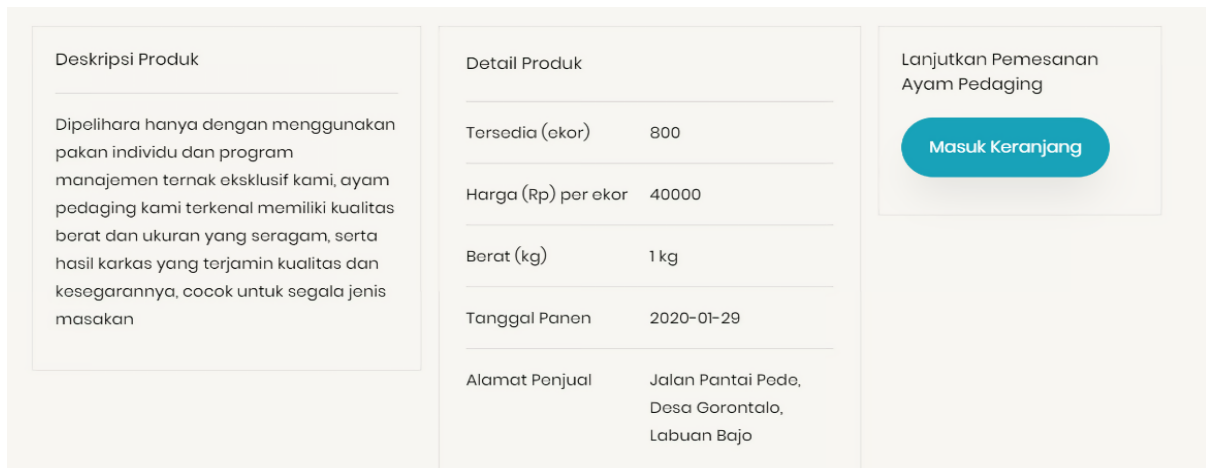 Deskripsi Produk
Dipelihara hanya dengan menggunakan
pakan individu dan program
manajemen ternak eksklusif kami, ayam
pedaging kami terkenal memiliki kualitas
berat dan ukuran yang seragam, serta
hasil karkas yang terjamin kualitas dan
kesegarannya, cocok untuk segala jenis
masakan
Detail Produk
Tersedia (ekor) 800
Harga (Rp) per ekor 40000
Berat (kg) 1 kg
Tanggal Panen 2020-01-29
Alamat Penjual Jalan Pantai Pede,
Desa Gorontalo,
Labuan Bajo
Lanjutkan Pemesanan
Ayam Pedaging
Masuk Keranjang